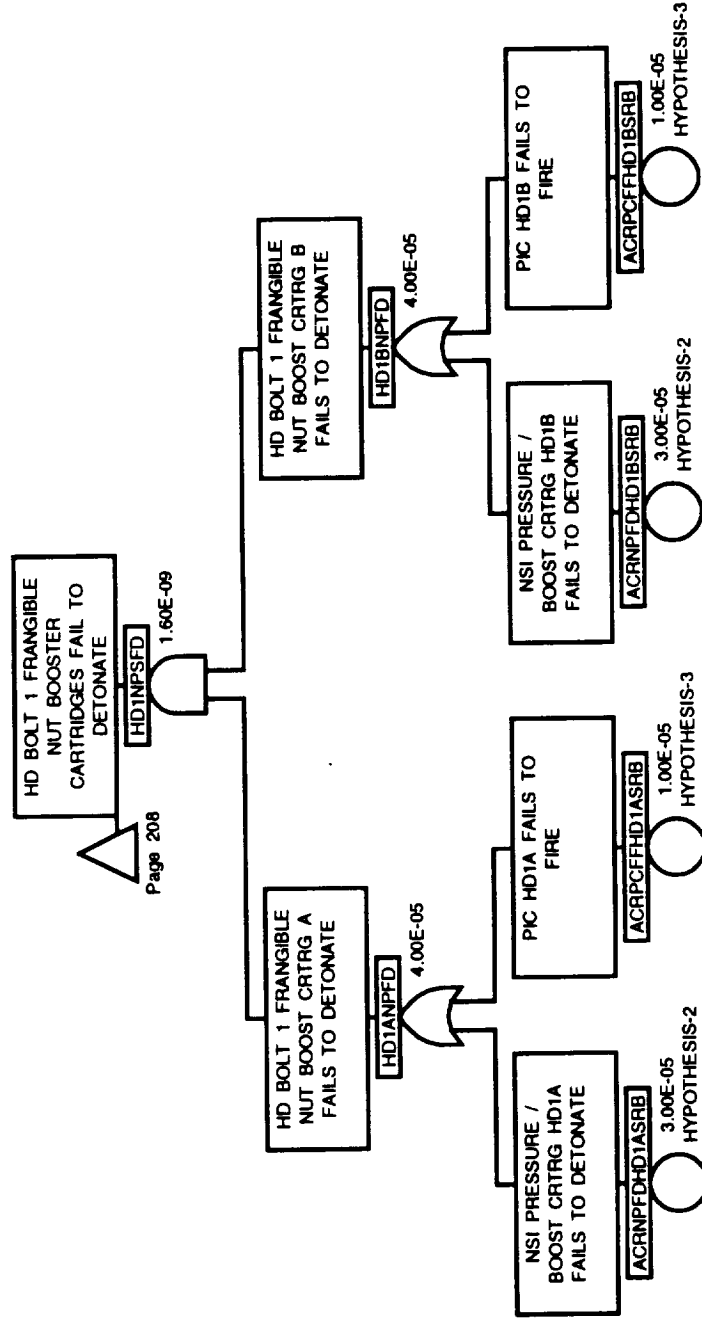 HD BOLT 1 FRANGIBLE
NUT BOOSTER
CARTRIDGES FAIL TO
DETONATE
HD1NPSFD
1.60E-09
Page 208
HD BOLT 1 FRANGIBLE
NUT BOOST CRTRG A
FAILS TO DETONATE
HD1ANPFD
4.00E-05
HD BOLT 1 FRANGIBLE
NUT BOOST CRTRG B
FAILS TO DETONATE
HD1BNPFD
4.00E-05
NSI PRESSURE /
BOOST CRTRG HD1A
FAILS TO DETONATE
ACRNPFDHD1ASRB
3.00E-05
HYPOTHESIS-2
PIC HD1A FAILS TO
FIRE
ACRPCFFHD1ASRB
1.00E-05
HYPOTHESIS-3
NSI PRESSURE /
BOOST CRTRG HD1B
FAILS TO DETONATE
ACRNPFDHD1BSRB
3.00E-05
HYPOTHESIS-2
PIC HD1B FAILS TO
FIRE
ACRPCFFHD1BSRB
1.00E-05
HYPOTHESIS-3